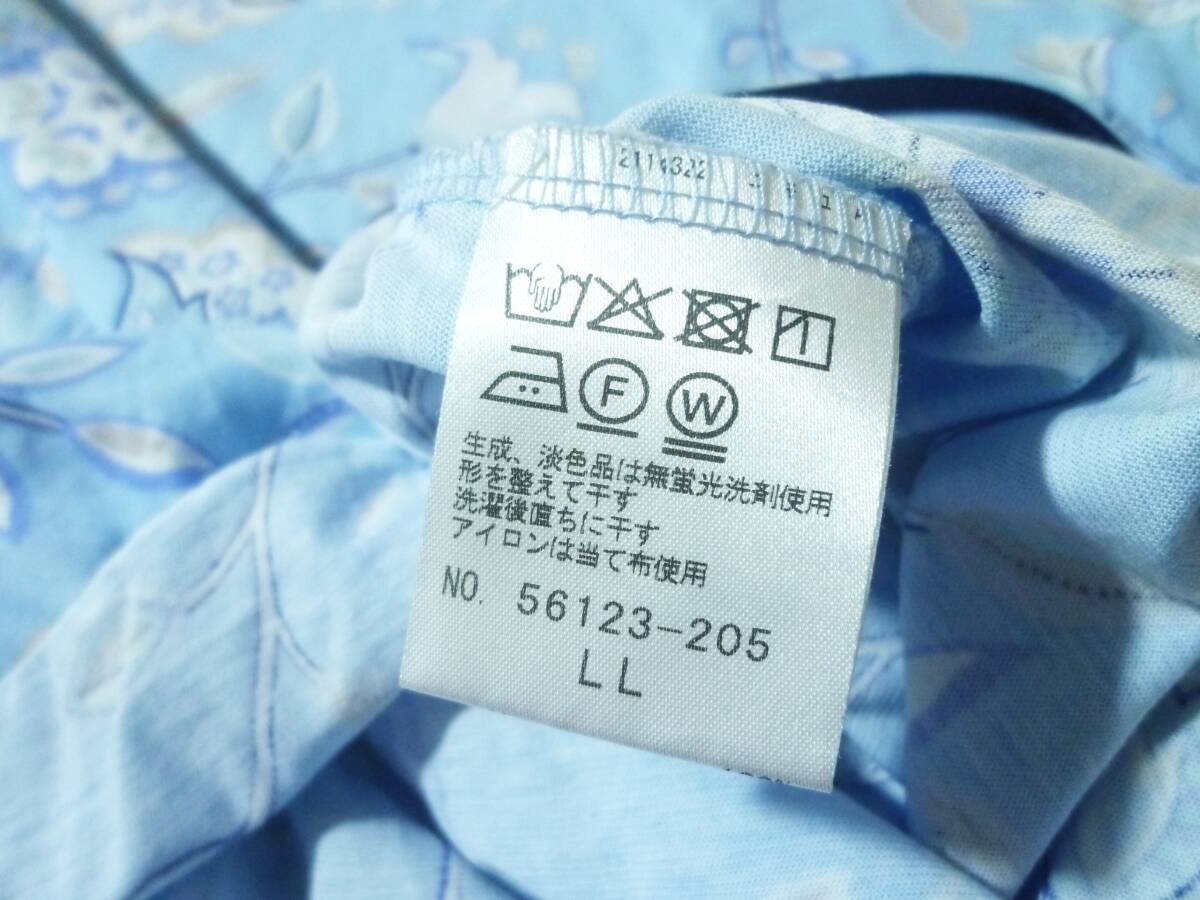 F W
生成、淡色品は無蛍光洗剤使用
形を整えて干す
洗濯後直ちに干す
アイロンは当て布使用
NO. 56123-205
LL